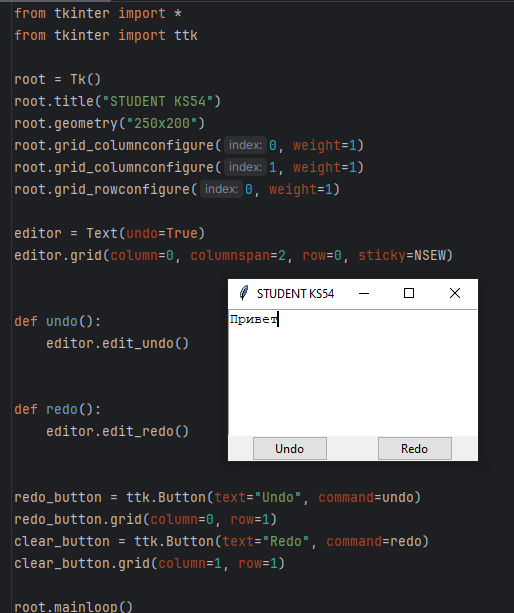 from tkinter import *
from tkinter import ttk
root = Tk()
root.title("STUDENT KS54")
root.geometry("250x200")
root.grid_columnconfigure( index: 0, weight=1)
root.grid_columnconfigure( index: 1, weight=1)
root.grid_rowconfigure( index: 0, weight=1)
editor = Text(undo=True)
editor.grid(column=0, columnspan=2, row=0, sticky=NSEW)
STUDENT KS54
Привет
def undo():
    editor.edit_undo()
def redo():
    editor.edit_redo()
Undo Redo
redo_button = ttk.Button(text="Undo", command=undo)
redo_button.grid(column=0, row=1)
clear_button = ttk.Button(text="Redo", command=redo)
clear_button.grid(column=1, row=1)
root.mainloop()